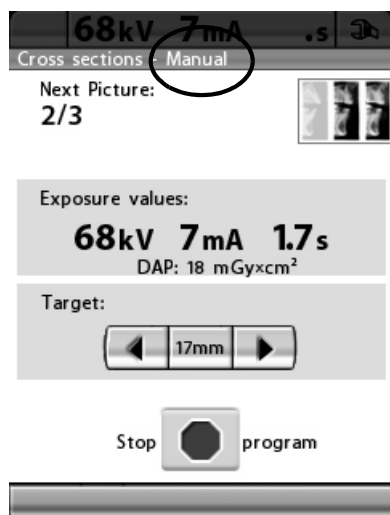 68kV 7mA .s
Cross sections - Manual
Next Picture:
2/3
Exposure values:
68kV 7mA 1.7s
DAP: 18 mGy×cm²
Target:
17mm
Stop program